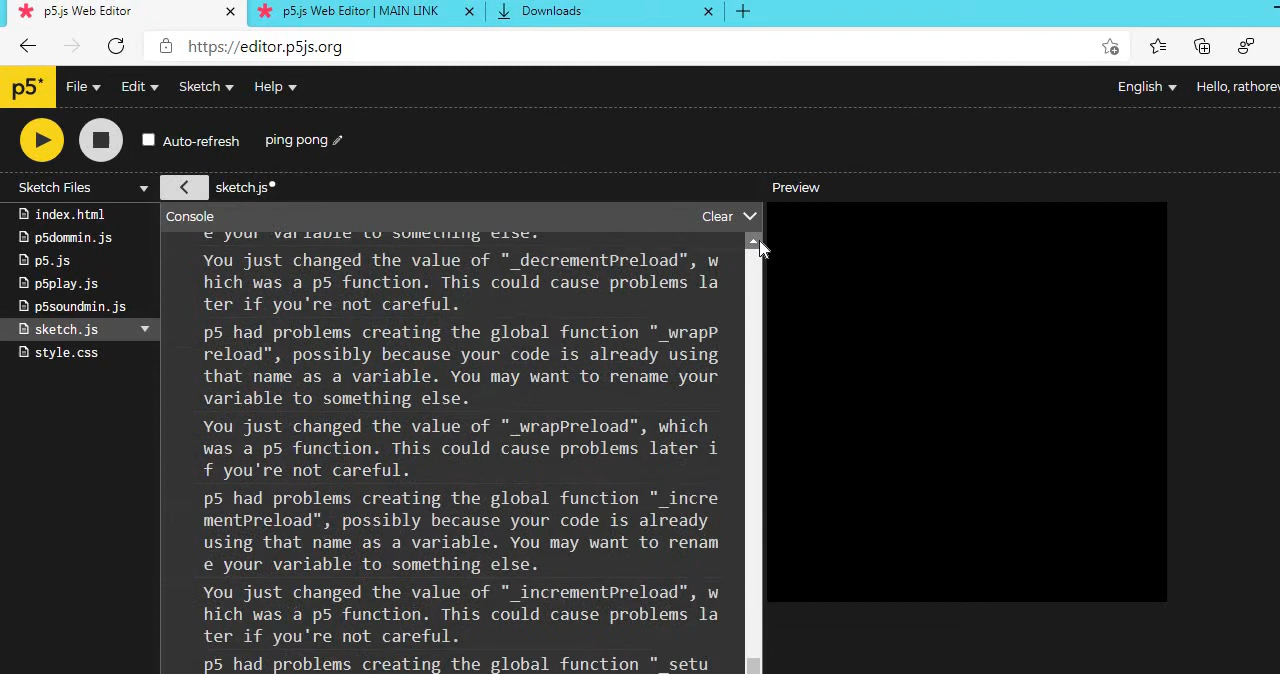 p5.js Web Editor
p5.js Web Editor | MAIN LINK
Downloads
https://editor.p5js.org
p5*
File
Edit
Sketch
Help
English
Hello, rathorev
Auto-refresh
ping pong
Sketch Files
sketch.js
Preview
index.html
p5dommin.js
p5.js
p5play.js
p5soundmin.js
sketch.js
style.css
Console
Clear
e your variable to something else.
You just changed the value of "_decrementPreload", w
hich was a p5 function. This could cause problems la
ter if you're not careful.
p5 had problems creating the global function "_wrapP
reload", possibly because your code is already using
that name as a variable. You may want to rename your
variable to something else.
You just changed the value of "_wrapPreload", which
was a p5 function. This could cause problems later i
f you're not careful.
p5 had problems creating the global function "_incre
mentPreload", possibly because your code is already
using that name as a variable. You may want to renam
e your variable to something else.
You just changed the value of "_incrementPreload", w
hich was a p5 function. This could cause problems la
ter if you're not careful.
p5 had problems creating the global function "_setu